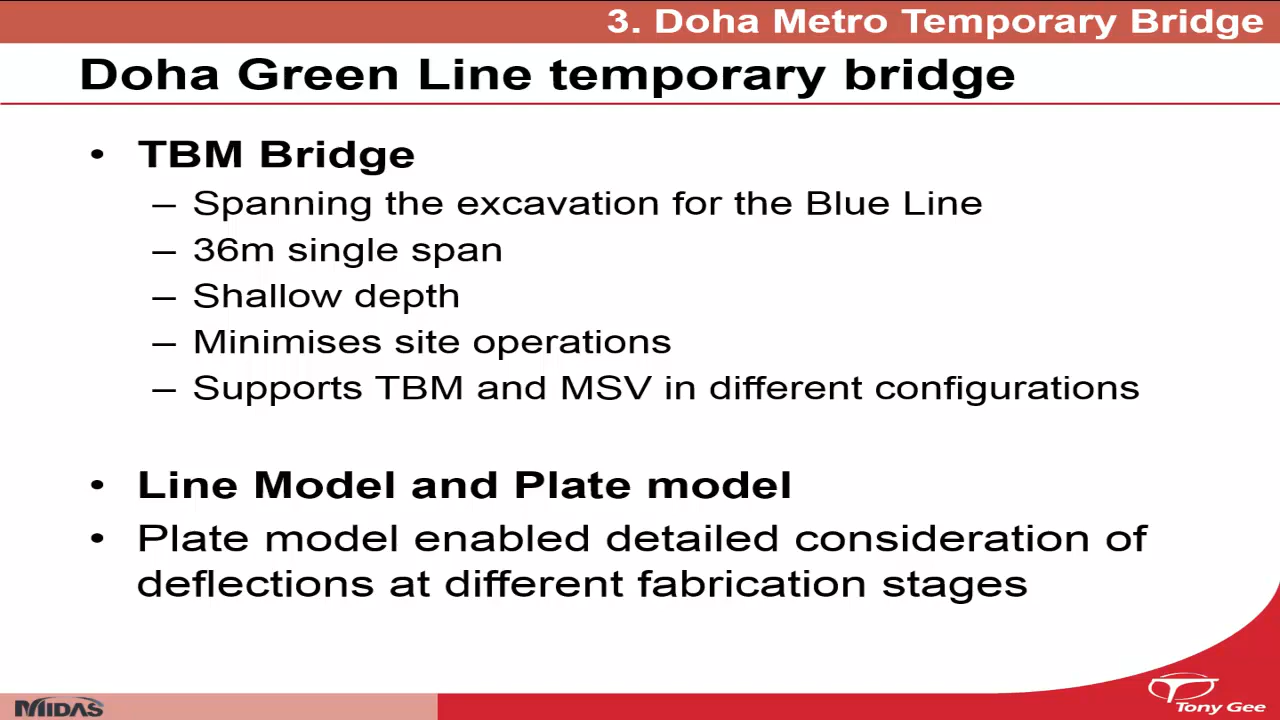 3. Doha Metro Temporary Bridge
Doha Green Line temporary bridge
• TBM Bridge
– Spanning the excavation for the Blue Line
– 36m single span
– Shallow depth
– Minimises site operations
– Supports TBM and MSV in different configurations
• Line Model and Plate model
• Plate model enabled detailed consideration of
deflections at different fabrication stages
MIDAS
Tony Gee